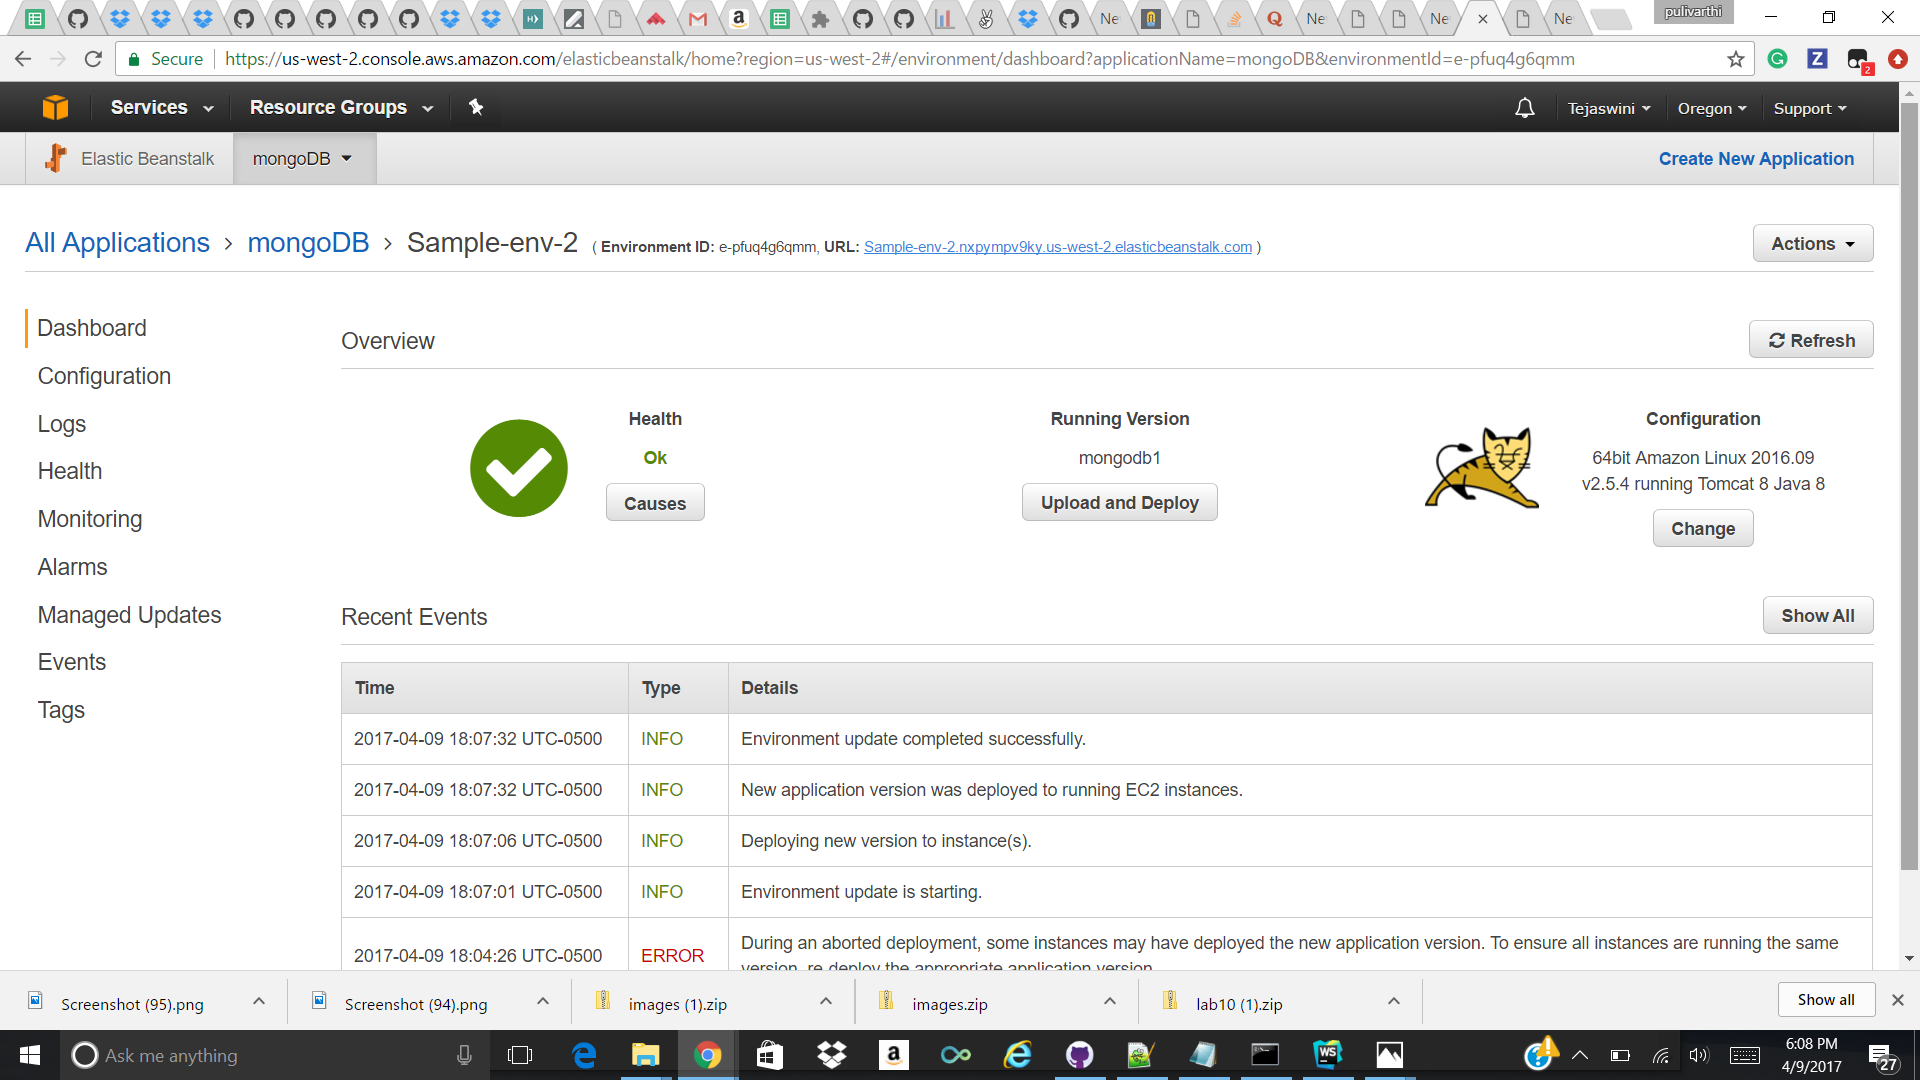 Ne
Ne
Ne
Ne
pulivarthi
Secure
https://us-west-2.console.aws.amazon.com/elasticbeanstalk/home?region=us-west-2#/environment/dashboard?applicationName=mongoDB&environmentId=e-pfuq4g6qmm
Z
2
Services
Resource Groups
Tejaswini
Oregon
Support
Elastic Beanstalk
mongoDB
Create New Application
All Applications > mongoDB > Sample-env-2 ( Environment ID: e-pfuq4g6qmm, URL: Sample-env-2.nxpympv9ky.us-west-2.elasticbeanstalk.com )
Actions
Dashboard
Configuration
Logs
Health
Monitoring
Alarms
Managed Updates
Events
Tags
Overview
Refresh
Health
Ok
Causes
Running Version
mongodb1
Upload and Deploy
Configuration
64bit Amazon Linux 2016.09
v2.5.4 running Tomcat 8 Java 8
Change
Recent Events
Show All
Time Type Details
2017-04-09 18:07:32 UTC-0500 INFO Environment update completed successfully.
2017-04-09 18:07:32 UTC-0500 INFO New application version was deployed to running EC2 instances.
2017-04-09 18:07:06 UTC-0500 INFO Deploying new version to instance(s).
2017-04-09 18:07:01 UTC-0500 INFO Environment update is starting.
2017-04-09 18:04:26 UTC-0500 ERROR During an aborted deployment, some instances may have deployed the new application version. To ensure all instances are running the same
version, re-deploy the appropriate application version.
Screenshot (95).png
Screenshot (94).png
images (1).zip
images.zip
lab10 (1).zip
Show all
Ask me anything
WS
6:08 PM
4/9/2017
27